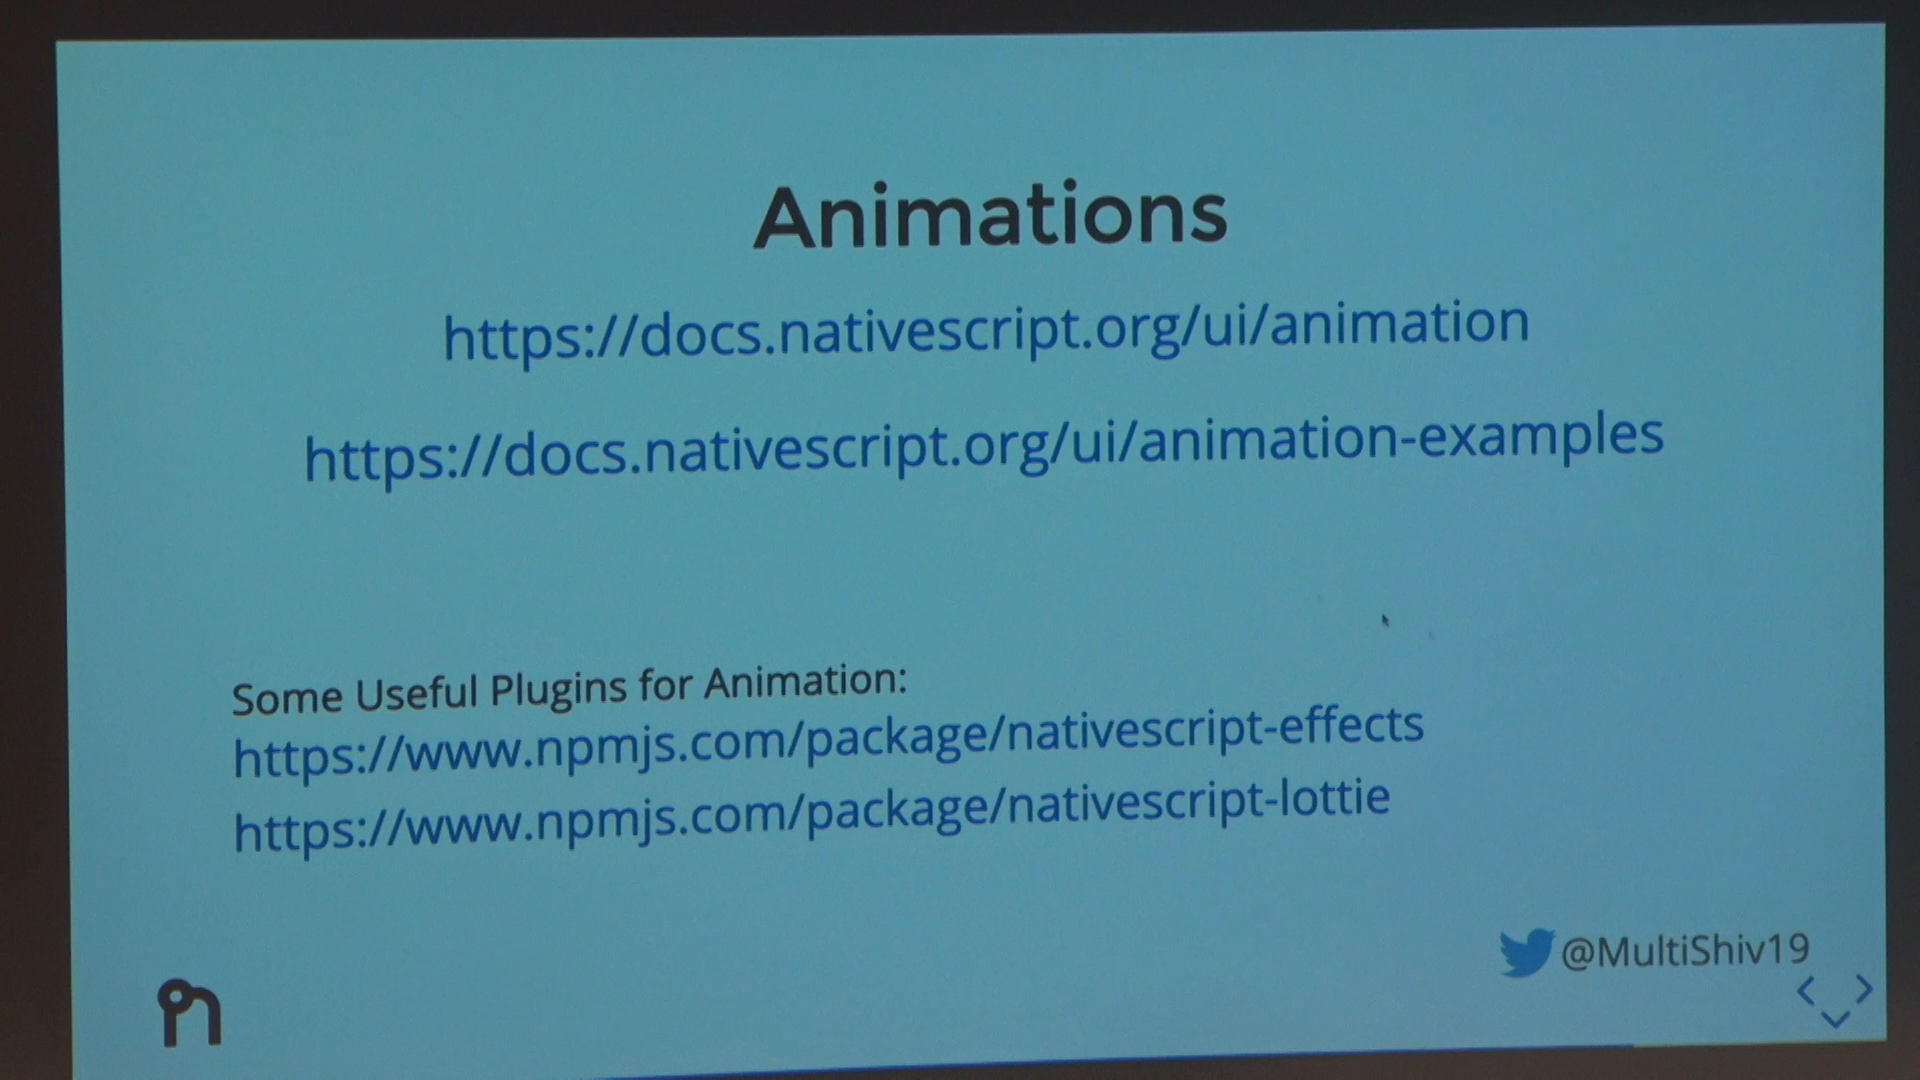 Animations
https://docs.nativescript.org/ui/animation
https://docs.nativescript.org/ui/animation-examples
Some Useful Plugins for Animation:
https://www.npmjs.com/package/nativescript-effects
https://www.npmjs.com/package/nativescript-lottie
@MultiShiv19